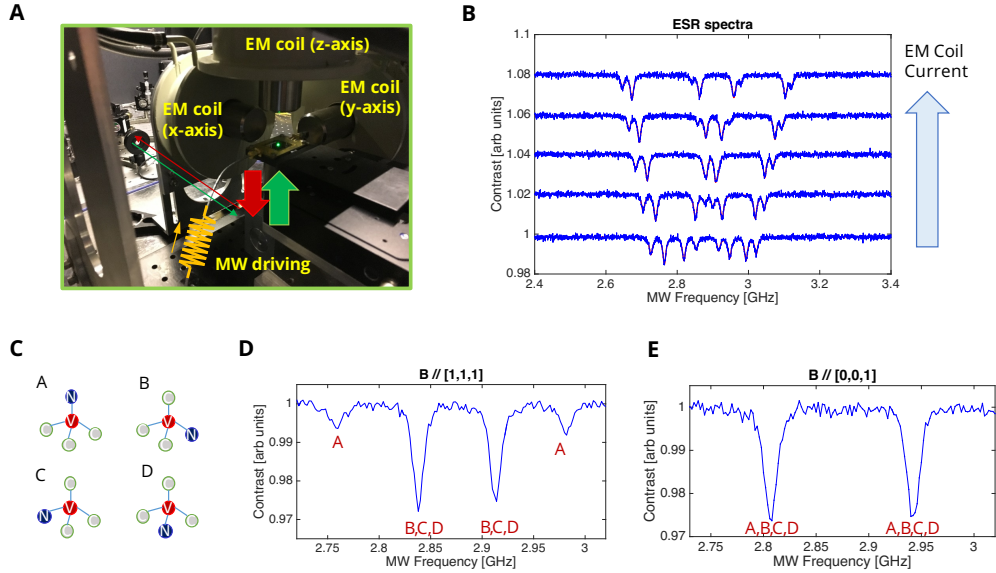 A
EM coil (z-axis)
EM coil
(y-axis)
EM coil
(x-axis)
MW driving
B
ESR spectra
1.1
1.08
1.06
1.04
1.02
1
0.98
Contrast [arb units]
2.4
2.6
2.8
3
3.2
3.4
MW Frequency [GHz]
EM Coil
Current
C
A
N
V
B
V
N
C
V
N
D
V
N
D
B // [1,1,1]
1
0.99
0.98
0.97
Contrast [arb units]
A
A
B,C,D
B,C,D
2.75
2.8
2.85
2.9
2.95
3
MW Frequency [GHz]
E
B // [0,0,1]
1
0.99
0.98
0.97
Contrast [arb units]
A,B,C,D
A,B,C,D
2.75
2.8
2.85
2.9
2.95
3
MW Frequency [GHz]